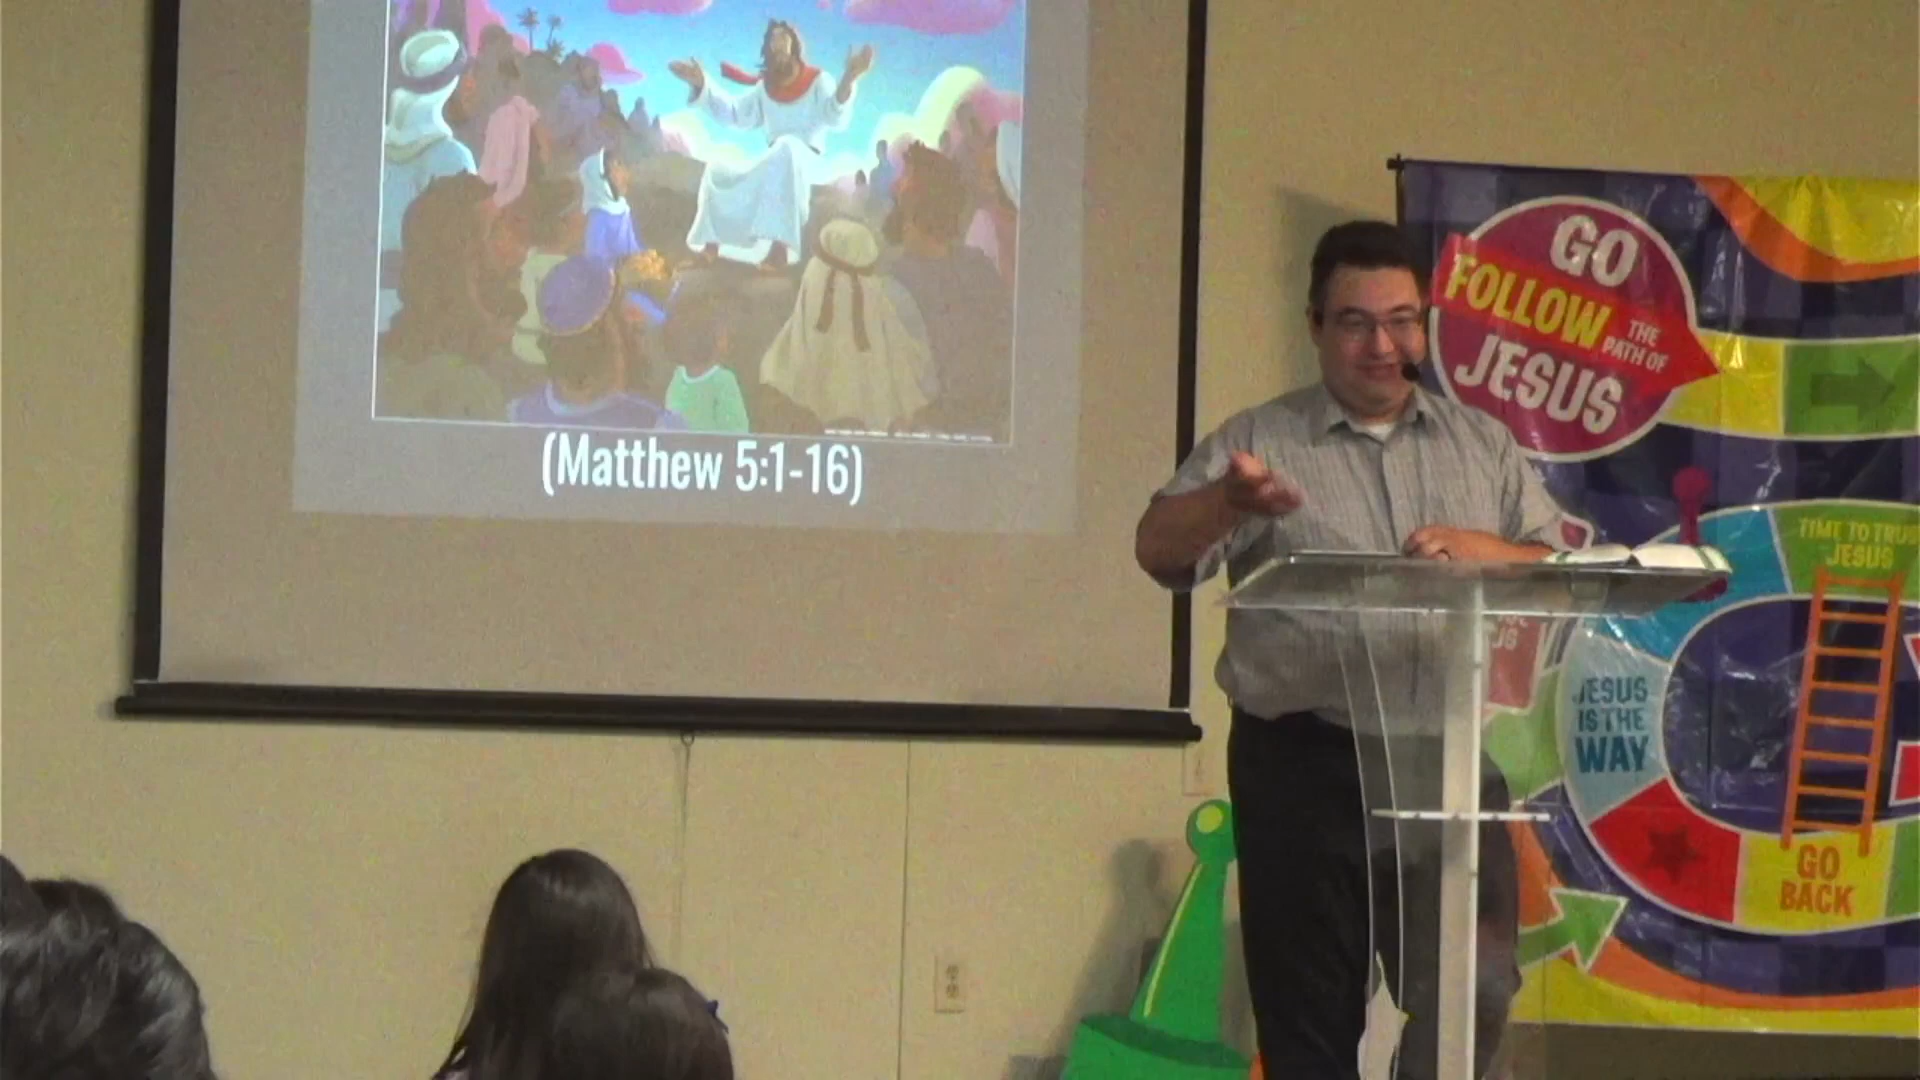 (Matthew 5:1-16)
GO
FOLLOW THE
PATH OF
JESUS
TIME TO TRUST
JESUS
JESUS
IS THE
WAY
GO
BACK